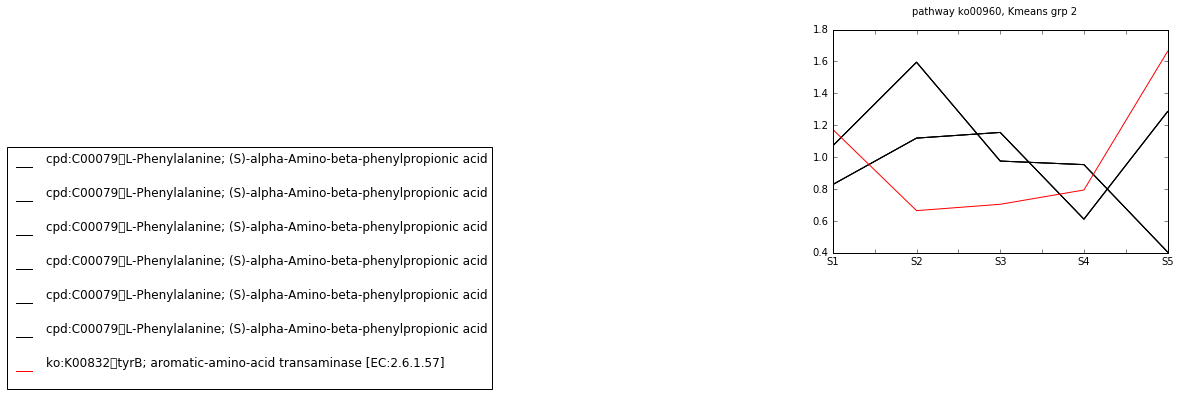 pathway ko00960, Kmeans grp 2
1.8
1.6
1.4
1.2
1.0
0.8
0.6
0.4
S1 S2 S3 S4 S5
cpd:C00079▯L-Phenylalanine; (S)-alpha-Amino-beta-phenylpropionic acid
cpd:C00079▯L-Phenylalanine; (S)-alpha-Amino-beta-phenylpropionic acid
cpd:C00079▯L-Phenylalanine; (S)-alpha-Amino-beta-phenylpropionic acid
cpd:C00079▯L-Phenylalanine; (S)-alpha-Amino-beta-phenylpropionic acid
cpd:C00079▯L-Phenylalanine; (S)-alpha-Amino-beta-phenylpropionic acid
cpd:C00079▯L-Phenylalanine; (S)-alpha-Amino-beta-phenylpropionic acid
ko:K00832▯tyrB; aromatic-amino-acid transaminase [EC:2.6.1.57]